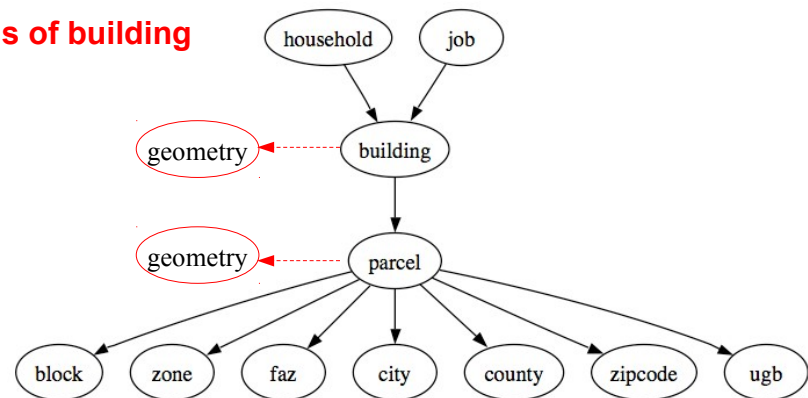 s of building
household job
geometry building
geometry parcel
block zone faz city county zipcode ugb